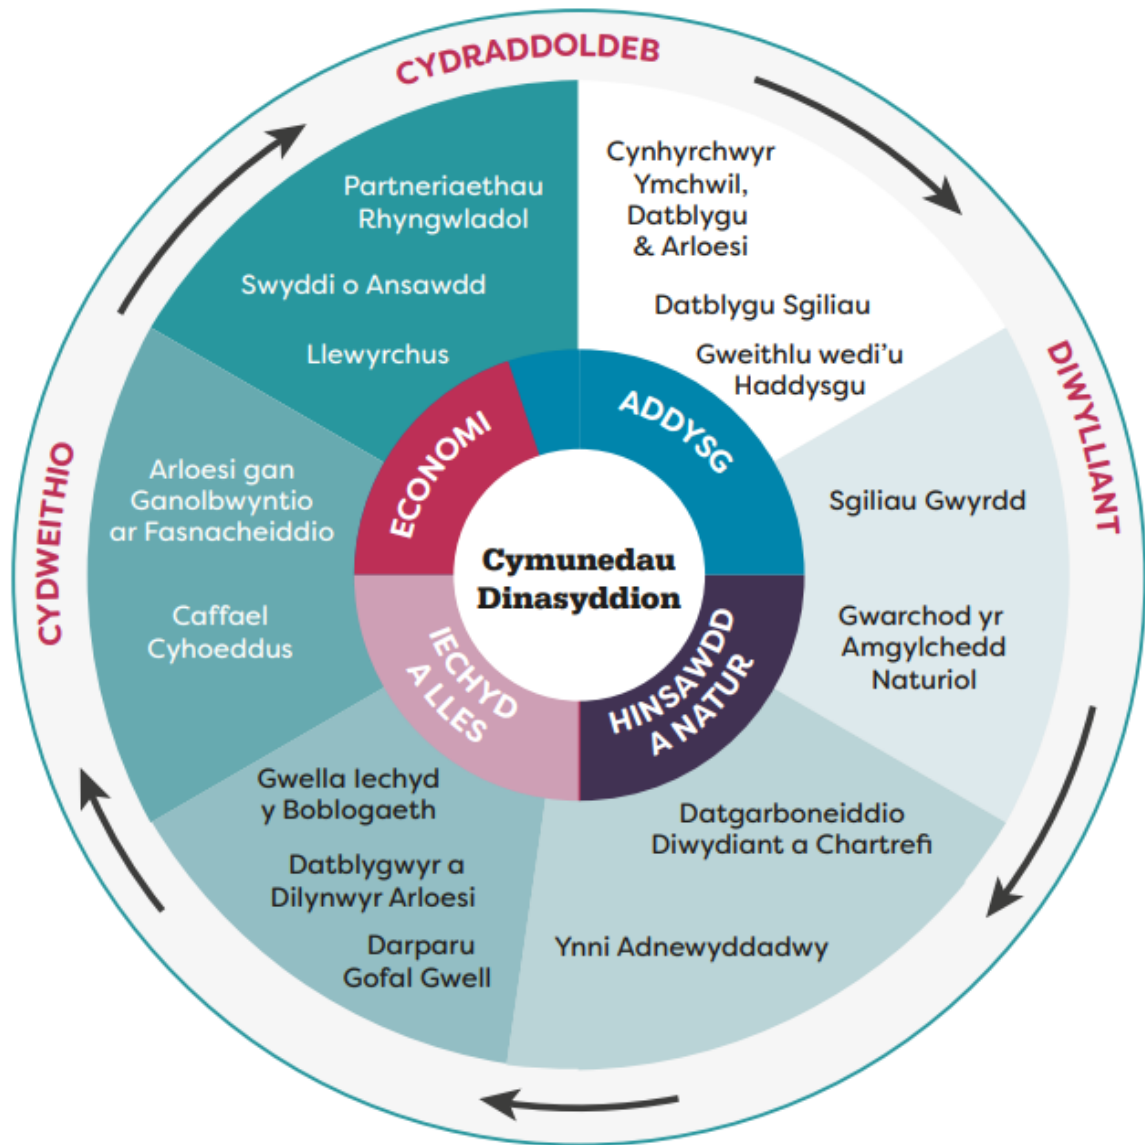 CYDRADDOLDEB
Cynhyrchwyr
Ymchwil,
Datblygu
& Arloesi
Datblygu Sgiliau
Gweithlu wedi'u
Haddysgu
DIWYLLIANT
Sgiliau Gwyrdd
Gwarchod yr
Amgylchedd
Naturiol
Datgarboneiddio
Diwydiant a Chartrefi
Ynni Adnewyddadwy
Gwella Iechyd
y Boblogaeth
Datblygwyr a
Dilynwyr Arloesi
Darparu
Gofal Gwell
CYDWEITHIO
Arloesi gan
Ganolbwyntio
ar Fasnacheiddio
Caffael
Cyhoeddus
Partneriaethau
Rhyngwladol
Swyddi o Ansawdd
Llewyrchus
ECONOMI
ADDYSG
HINSAWDD
A NATUR
IECHYD
A LLES
Cymunedau
Dinasyddion